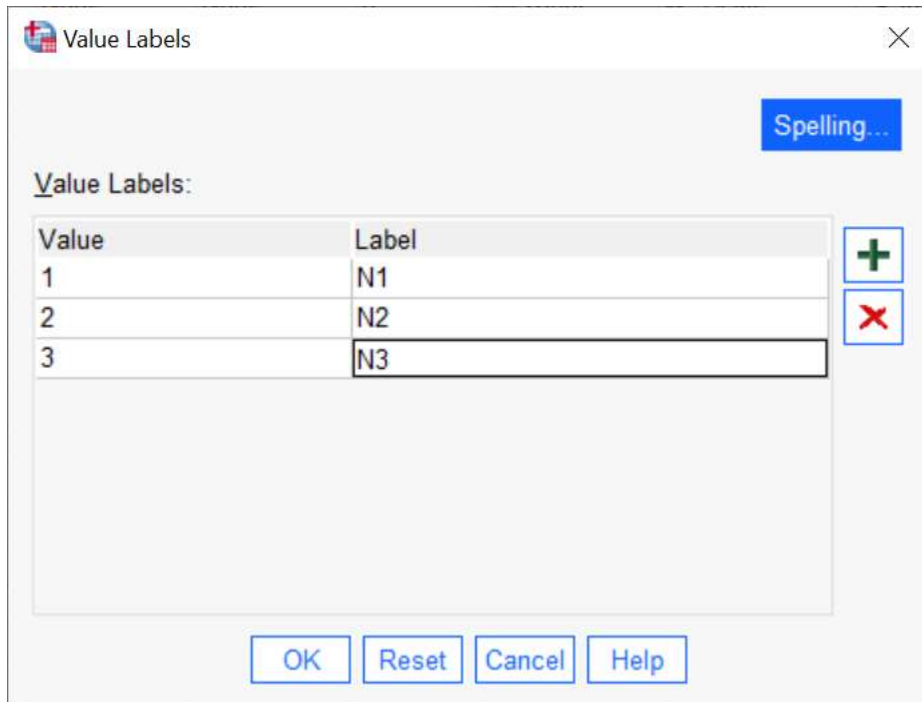 Value Labels
Spelling...
Value Labels:
Value Label
1 N1
2 N2
3 N3
OK Reset Cancel Help